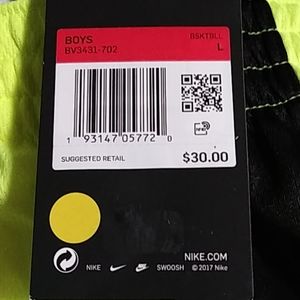 BOYS BSKTBLL
BV3431-702 L
1 93147 05772 0
SUGGESTED RETAIL $30.00
NIKE.COM
NIKE SWOOSH © 2017 Nike